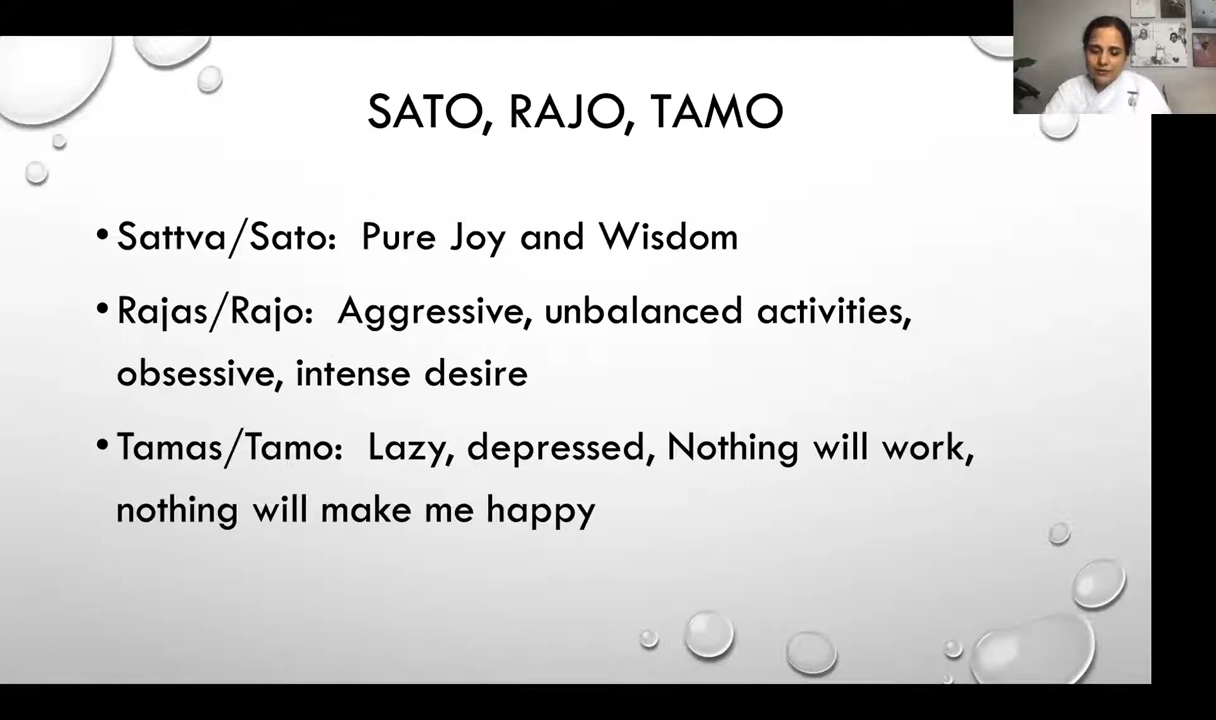 SATO, RAJO, TAMO
• Sattva/Sato: Pure Joy and Wisdom
• Rajas/Rajo: Aggressive, unbalanced activities,
obsessive, intense desire
• Tamas/Tamo: Lazy, depressed, Nothing will work,
nothing will make me happy